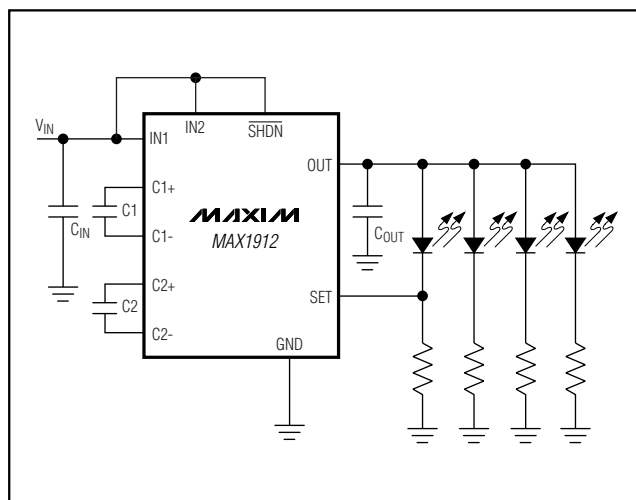 IN2
SHDN
VIN
IN1
OUT
C1+
C1
CIN
C1-
MAXIM
MAX1912
COUT
C2+
C2
C2-
SET
GND